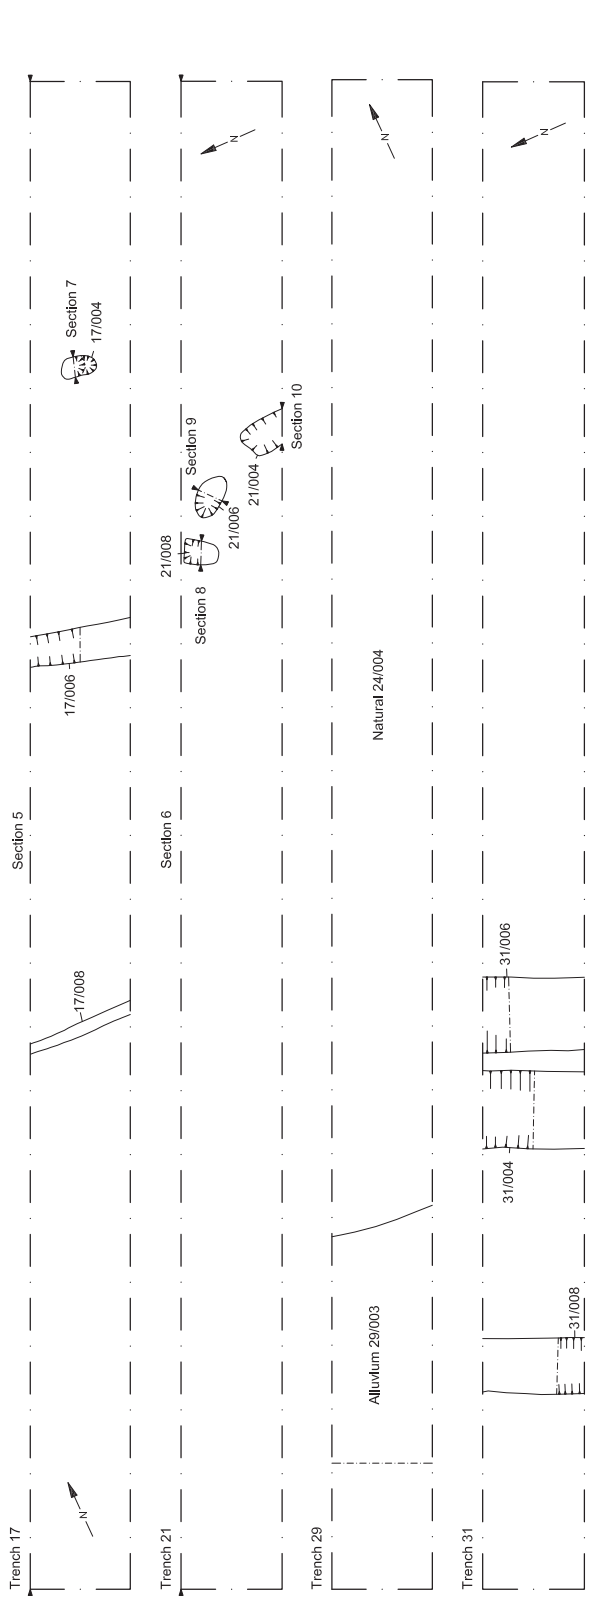 Trench 17
N
17/008
Section 5
17/006
Section 7
17/004
Trench 21
Section 6
Section 8
21/008
21/006
Section 9
21/004
Section 10
N
Trench 29
Alluvium 29/003
Natural 24/004
N
Trench 31
31/008
31/004
31/006
N